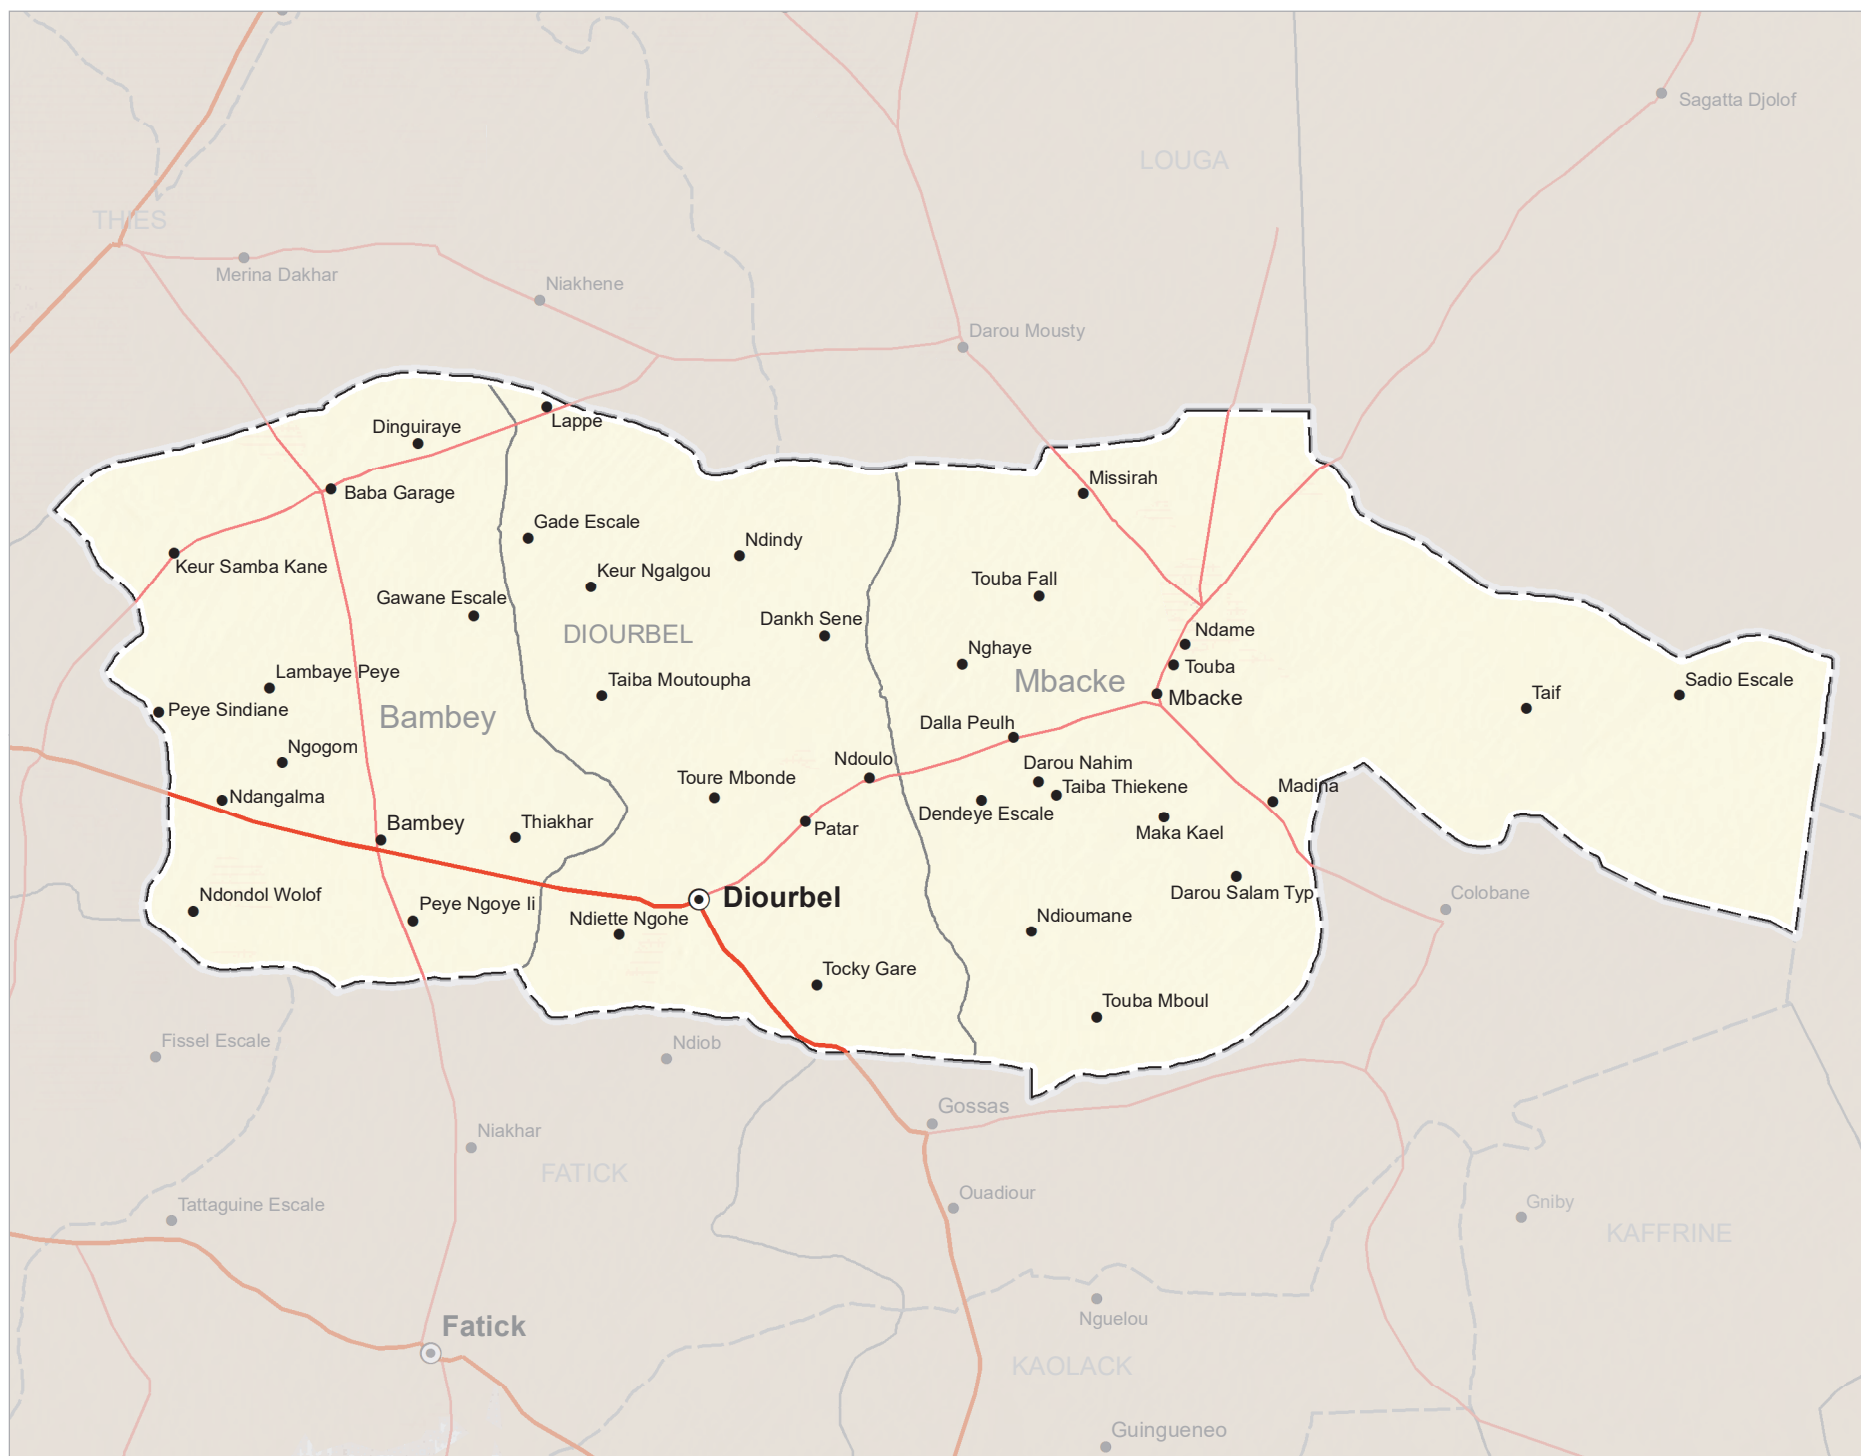 Sagatta Djolof
LOUGA
THIES
Merina Dakhar
Niakhene
Darou Mousty
Lappe
Dinguiraye
Missirah
Baba Garage
Gade Escale
Ndindy
Keur Samba Kane
Keur Ngalgou
Touba Fall
Gawane Escale
Dankh Sene
DIOURBEL
Ndame
Nghaye
Touba
Lambaye Peye
Taiba Moutoupha
Mbacke
Sadio Escale
Taif
Mbacke
Peye Sindiane
Bambey
Dalla Peulh
Ngogom
Ndoulo
Darou Nahim
Toure Mbonde
Taiba Thiekene
Madina
Ndangalma
Dendeye Escale
Bambey
Thiakhar
Patar
Maka Kael
Ndondol Wolof
Diourbel
Darou Salam Typ
Colobane
Peye Ngoye Ii
Ndiette Ngohe
Ndioumane
Tocky Gare
Touba Mboul
Fissel Escale
Ndiob
Gossas
Niakhar
FATICK
Ouadiour
Tattaguine Escale
Gniby
KAFFRINE
Fatick
Nguelou
KAOLACK
Guingueneo